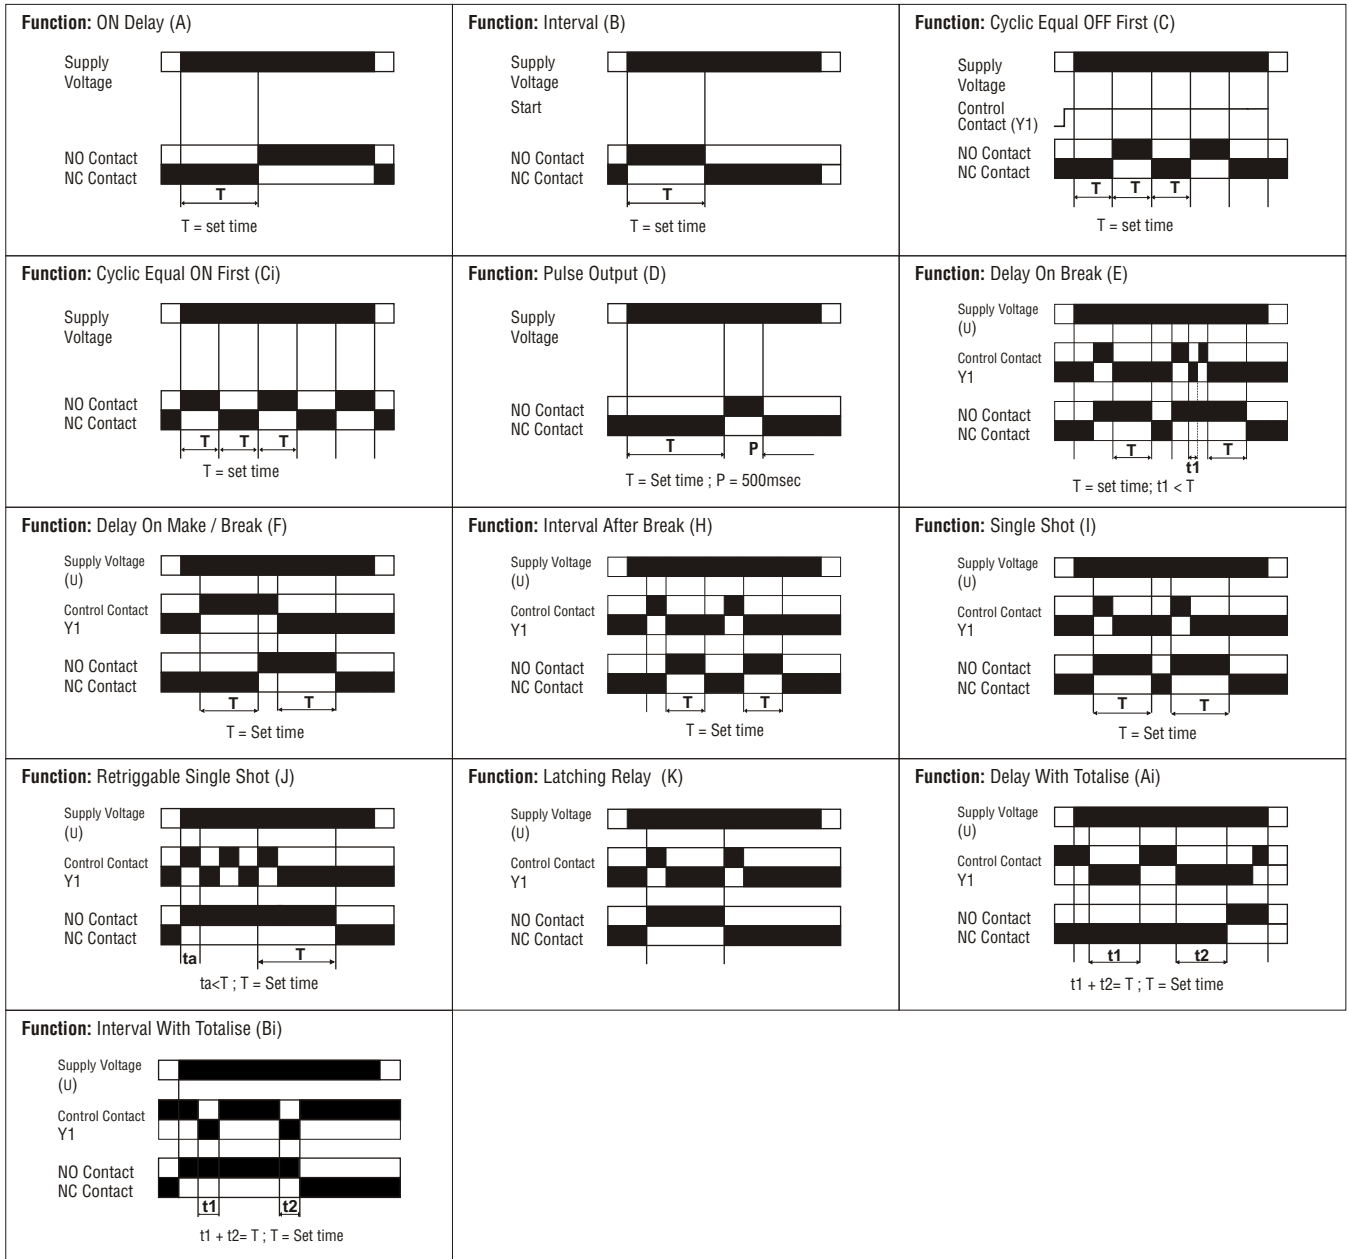 Function: ON Delay (A)
Supply
Voltage
NO Contact
NC Contact
T
T = set time
Function: Interval (B)
Supply
Voltage
Start
NO Contact
NC Contact
T
T = set time
Function: Cyclic Equal OFF First (C)
Supply
Voltage
Control
Contact (Y1)
NO Contact
NC Contact
T T T
T = set time
Function: Cyclic Equal ON First (Ci)
Supply
Voltage
NO Contact
NC Contact
T T T
T = set time
Function: Pulse Output (D)
Supply
Voltage
NO Contact
NC Contact
T P
T = Set time ; P = 500msec
Function: Delay On Break (E)
Supply Voltage
(U)
Control Contact
Y1
NO Contact
NC Contact
T t1 T
T = set time; t1 < T
Function: Delay On Make / Break (F)
Supply Voltage
(U)
Control Contact
Y1
NO Contact
NC Contact
T T
T = Set time
Function: Interval After Break (H)
Supply Voltage
(U)
Control Contact
Y1
NO Contact
NC Contact
T T
T = Set time
Function: Single Shot (I)
Supply Voltage
(U)
Control Contact
Y1
NO Contact
NC Contact
T T
T = Set time
Function: Retriggable Single Shot (J)
Supply Voltage
(U)
Control Contact
Y1
NO Contact
NC Contact
ta T
ta<T ; T = Set time
Function: Latching Relay (K)
Supply Voltage
(U)
Control Contact
Y1
NO Contact
NC Contact
Function: Delay With Totalise (Ai)
Supply Voltage
(U)
Control Contact
Y1
NO Contact
NC Contact
t1 t2
t1 + t2= T ; T = Set time
Function: Interval With Totalise (Bi)
Supply Voltage
(U)
Control Contact
Y1
NO Contact
NC Contact
t1 t2
t1 + t2= T ; T = Set time